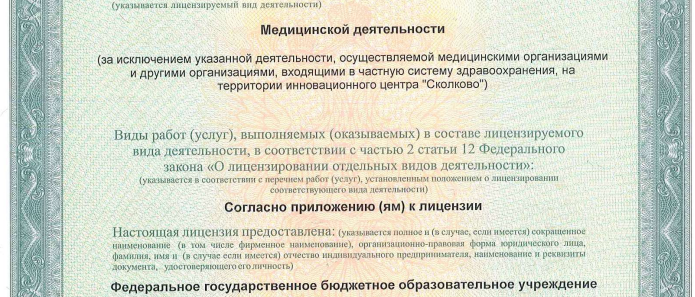 (указывается лицензируемый вид деятельности)
Медицинской деятельности
(за исключением указанной деятельности, осуществляемой медицинскими организациями
и другими организациями, входящими в частную систему здравоохранения, на
территории инновационного центра "Сколково")
Виды работ (услуг), выполняемых (оказываемых) в составе лицензируемого
вида деятельности, в соответствии с частью 2 статьи 12 Федерального
закона «О лицензировании отдельных видов деятельности»:
(указывается в соответствии с перечнем работ (услуг), установленным положением о лицензировании
соответствующего вида деятельности)
Согласно приложению (ям) к лицензии
Настоящая лицензия предоставлена: (указывается полное и (в случае, если имеется) сокращенное
наименование (в том числе фирменное наименование), организационно-правовая форма юридического лица,
фамилия, имя и (в случае если имеется) отчество индивидуального предпринимателя, наименование и реквизиты
документа, удостоверяющего его личность)
Федеральное государственное бюджетное образовательное учреждение